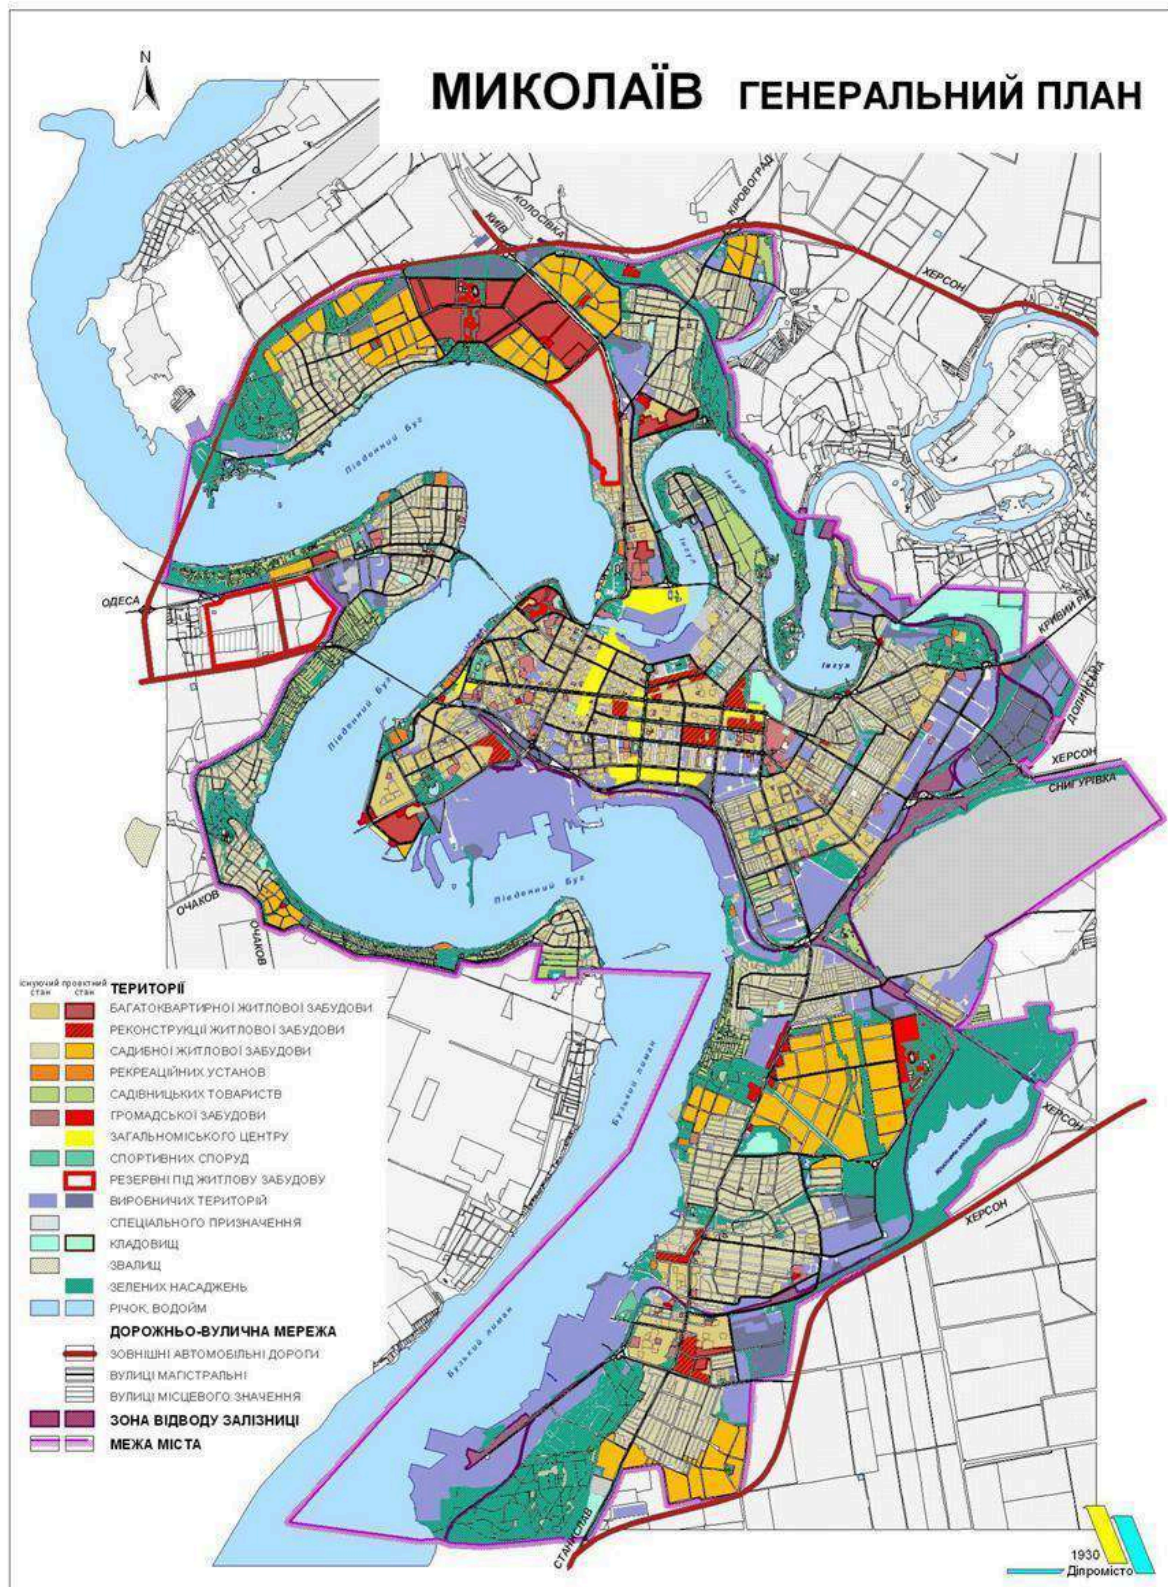 МИКОЛАЇВ ГЕНЕРАЛЬНИЙ ПЛАН
N
КІРОВОГРАД
КОЛОСІВКА
КИЇВ
ХЕРСОН
Південний Буг
Інгул
Інгул
ОДЕСА
КРИВИЙ РІГ
Інгул
ДОЛИНСЬКА
Південний Буг
ХЕРСОН
СНИГУРІВКА
Південний Буг
ОЧАКОВ
ОЧАКОВ
Бузький лиман
ХЕРСОН
ХЕРСОН
Бузький лиман
СТАНИСЛАВ
існуючий стан
проектний стан
ТЕРИТОРІЇ
БАГАТОКВАРТИРНОЇ ЖИТЛОВОЇ ЗАБУДОВИ
РЕКОНСТРУКЦІЇ ЖИТЛОВОЇ ЗАБУДОВИ
САДИБНОЇ ЖИТЛОВОЇ ЗАБУДОВИ
РЕКРЕАЦІЙНИХ УСТАНОВ
САДІВНИЦЬКИХ ТОВАРИСТВ
ГРОМАДСЬКОЇ ЗАБУДОВИ
ЗАГАЛЬНОМІСЬКОГО ЦЕНТРУ
СПОРТИВНИХ СПОРУД
РЕЗЕРВНІ ПІД ЖИТЛОВУ ЗАБУДОВУ
ВИРОБНИЧИХ ТЕРИТОРІЙ
СПЕЦІАЛЬНОГО ПРИЗНАЧЕННЯ
КЛАДОВИЩ
ЗВАЛИЩ
ЗЕЛЕНИХ НАСАДЖЕНЬ
РІЧОК, ВОДОЙМ
ДОРОЖНЬО-ВУЛИЧНА МЕРЕЖА
ЗОВНІШНІ АВТОМОБІЛЬНІ ДОРОГИ
ВУЛИЦІ МАГІСТРАЛЬНІ
ВУЛИЦІ МІСЦЕВОГО ЗНАЧЕННЯ
ЗОНА ВІДВОДУ ЗАЛІЗНИЦІ
МЕЖА МІСТА
1930
Діпромісто